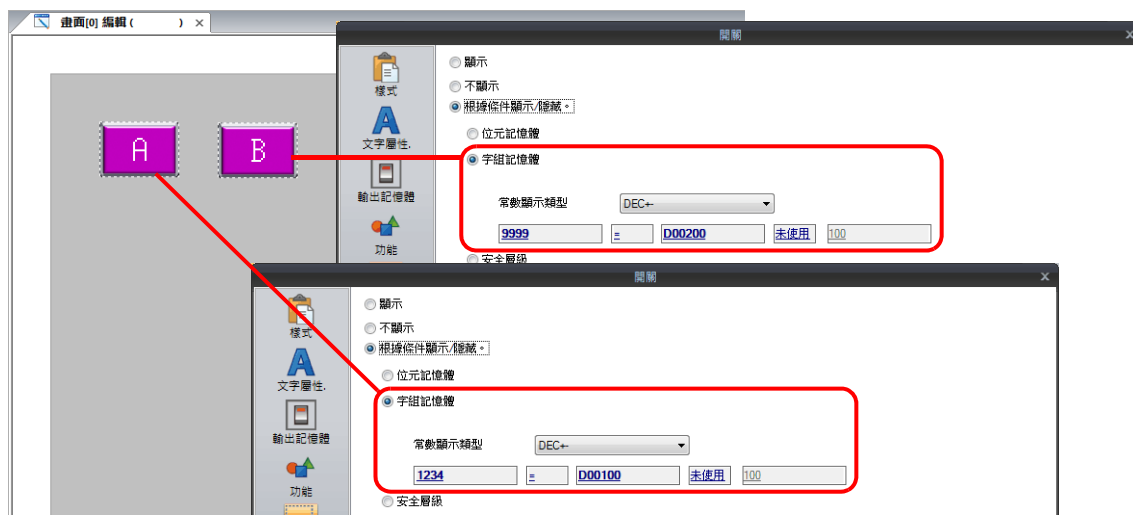 畫面[0] 編輯 ( ) ×
A
B
開關
×
樣式
文字屬性.
輸出記憶體
功能
顯示
不顯示
根據條件顯示/隱藏。
位元記憶體
字組記憶體
常數顯示類型 DEC+-
9999 = D00200 未使用 100
安全層級
開關
×
樣式
文字屬性.
輸出記憶體
功能
顯示
不顯示
根據條件顯示/隱藏。
位元記憶體
字組記憶體
常數顯示類型 DEC+-
1234 = D00100 未使用 100
安全層級